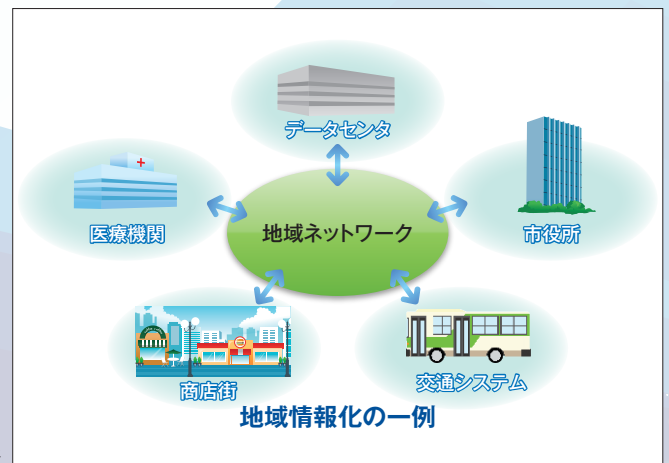 データセンタ
医療機関
地域ネットワーク
市役所
商店街
交通システム
地域情報化の一例